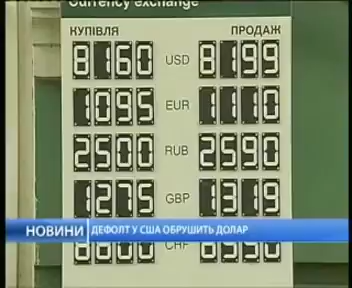 Currency exchange
КУПІВЛЯ ПРОДАЖ
8160 USD 8199
1095 EUR 1110
2500 RUB 2590
1275 GBP 1319
НОВИНИ ДЕФОЛТ У США ОБРУШИТЬ ДОЛАР
CHF